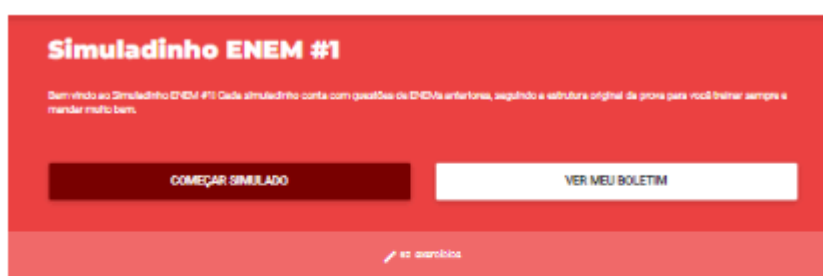 Simuladinho ENEM #1
Bem vindo ao Simuladinho ENEM #1! Cada simuladinho conta com questões de ENEMs anteriores, seguindo a estrutura original da prova para você treinar sempre e
mandar muito bem.
COMEÇAR SIMULADO
VER MEU BOLETIM
exercícios